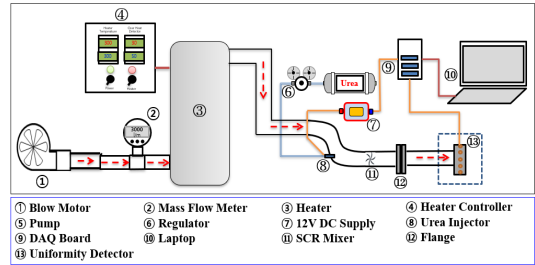 ④
Heater Temperature
Over Heat Detector
300
Power
②
3000
①
③
⑥
Urea
⑦
⑧
⑨
⑩
⑪
⑫
⑬
① Blow Motor ② Mass Flow Meter ③ Heater ④ Heater Controller
⑤ Pump ⑥ Regulator ⑦ 12V DC Supply ⑧ Urea Injector
⑨ DAQ Board ⑩ Laptop ⑪ SCR Mixer ⑫ Flange
⑬ Uniformity Detector